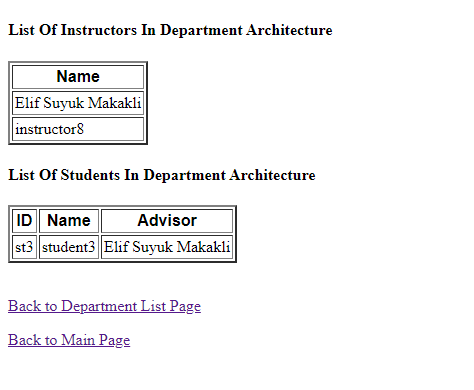 List Of Instructors In Department Architecture
Name
Elif Suyuk Makakli
instructor8
List Of Students In Department Architecture
ID Name Advisor
st3 student3 Elif Suyuk Makakli
Back to Department List Page
Back to Main Page